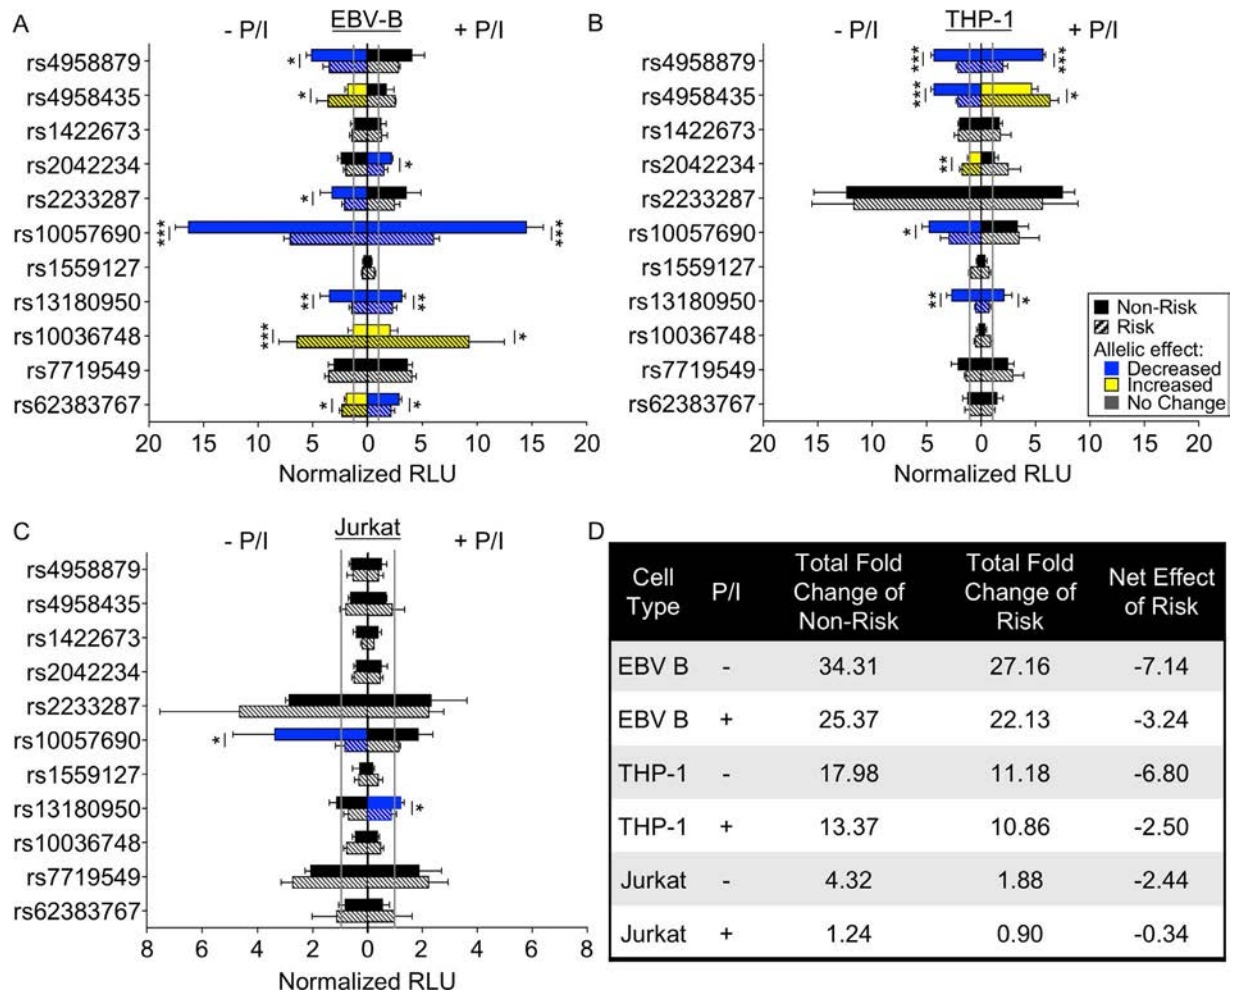 A
- P/I
EBV-B
+ P/I
rs4958879
rs4958435
rs1422673
rs2042234
rs2233287
rs10057690
rs1559127
rs13180950
rs10036748
rs7719549
rs62383767
*
*
*
***
**
***
*
*
***
**
*
*
20 15 10 5 0 5 10 15 20
Normalized RLU
B
- P/I
THP-1
+ P/I
rs4958879
rs4958435
rs1422673
rs2042234
rs2233287
rs10057690
rs1559127
rs13180950
rs10036748
rs7719549
rs62383767
***
***
**
*
**
***
*
*
20 15 10 5 0 5 10 15 20
Normalized RLU
Non-Risk
Risk
Allelic effect:
Decreased
Increased
No Change
C
- P/I
Jurkat
+ P/I
rs4958879
rs4958435
rs1422673
rs2042234
rs2233287
rs10057690
rs1559127
rs13180950
rs10036748
rs7719549
rs62383767
*
*
8 6 4 2 0 2 4 6 8
Normalized RLU
D
Cell Type P/I Total Fold Change of Non-Risk Total Fold Change of Risk Net Effect of Risk
EBV B - 34.31 27.16 -7.14
EBV B + 25.37 22.13 -3.24
THP-1 - 17.98 11.18 -6.80
THP-1 + 13.37 10.86 -2.50
Jurkat - 4.32 1.88 -2.44
Jurkat + 1.24 0.90 -0.34